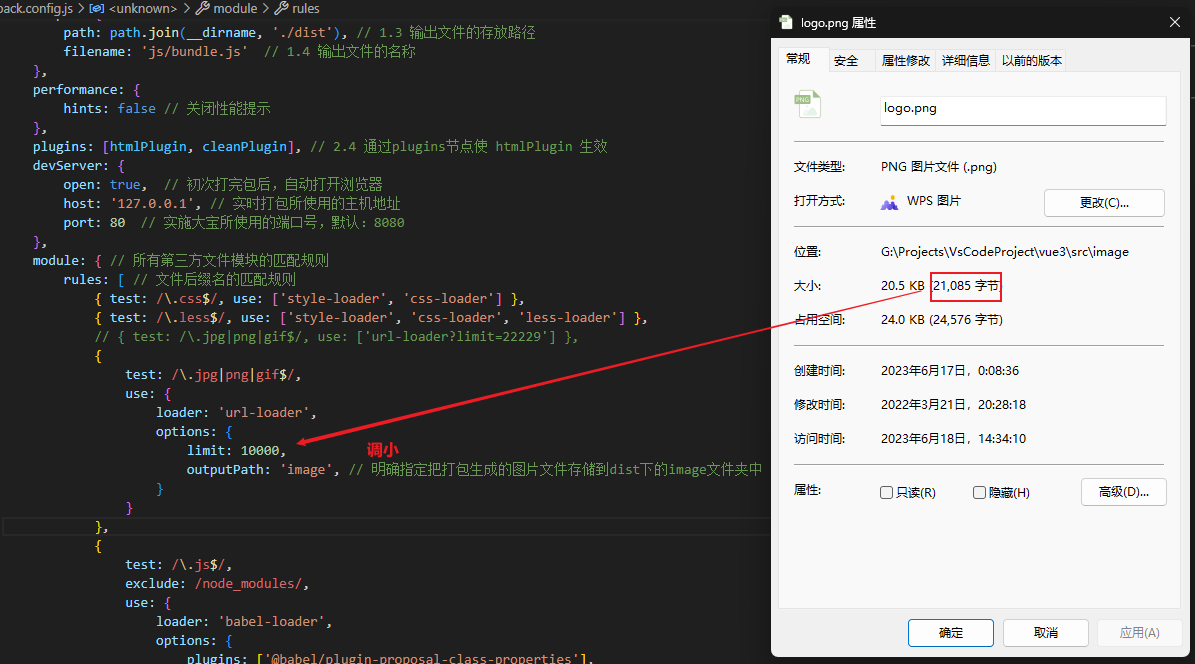 pack.config.js > <unknown> > module > rules
path: path.join(__dirname, './dist'), // 1.3 输出文件的存放路径
filename: 'js/bundle.js'  // 1.4 输出文件的名称
},
performance: {
hints: false // 关闭性能提示
},
plugins: [htmlPlugin, cleanPlugin], // 2.4 通过plugins节点使 htmlPlugin 生效
devServer: {
open: true,  // 初次打完包后，自动打开浏览器
host: '127.0.0.1', // 实时打包所使用的主机地址
port: 80  // 实施大宝所使用的端口号，默认：8080
},
module: { // 所有第三方文件模块的匹配规则
rules: [ // 文件后缀名的匹配规则
{ test: /\.css$/, use: ['style-loader', 'css-loader'] },
{ test: /\.less$/, use: ['style-loader', 'css-loader', 'less-loader'] },
// { test: /\.jpg|png|gif$/, use: ['url-loader?limit=22229'] },
{
test: /\.jpg|png|gif$/,
use: {
loader: 'url-loader',
options: {
limit: 10000,
调小
outputPath: 'image', // 明确指定把打包生成的图片文件存储到dist下的image文件夹中
}
}
},
{
test: /\.js$/,
exclude: /node_modules/,
use: {
loader: 'babel-loader',
options: {
plugins: ['@babel/plugin-proposal-class-properties'],
logo.png 属性
常规 安全 属性修改 详细信息 以前的版本
PNG
logo.png
文件类型: PNG 图片文件 (.png)
打开方式: WPS 图片 更改(C)...
位置: G:\Projects\VsCodeProject\vue3\src\image
大小: 20.5 KB (21,085 字节)
占用空间: 24.0 KB (24,576 字节)
创建时间: 2023年6月17日，0:08:36
修改时间: 2022年3月21日，20:28:18
访问时间: 2023年6月18日，14:34:10
属性: 只读(R) 隐藏(H) 高级(D)...
确定 取消 应用(A)